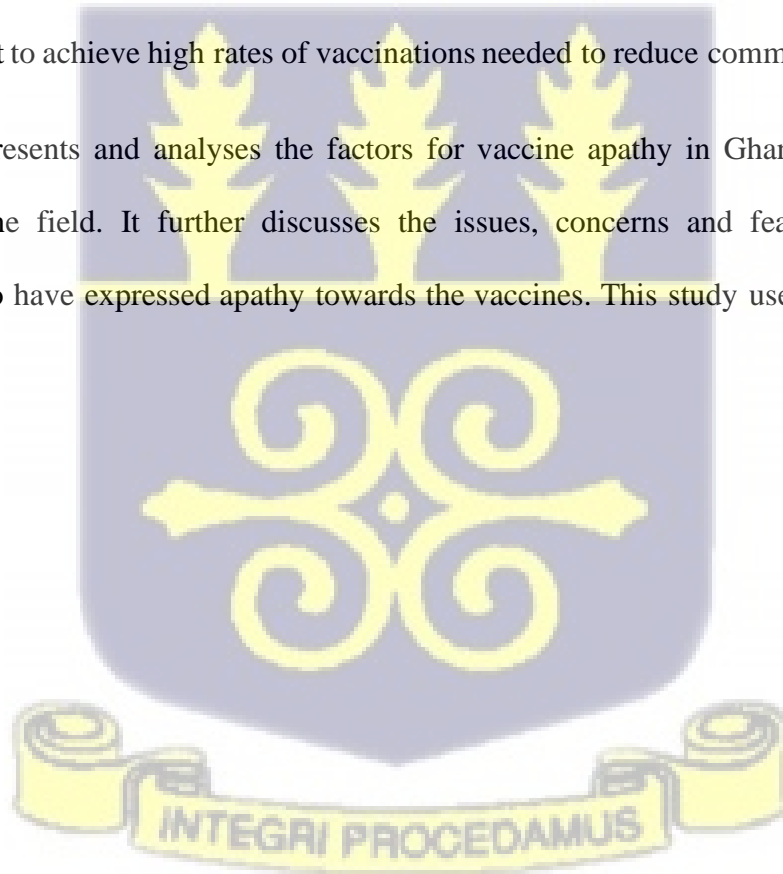 to achieve high rates of vaccinations needed to reduce comm
resents and analyses the factors for vaccine apathy in Ghan
ne field. It further discusses the issues, concerns and fea
have expressed apathy towards the vaccines. This study use
INTEGRI PROCEDAMUS